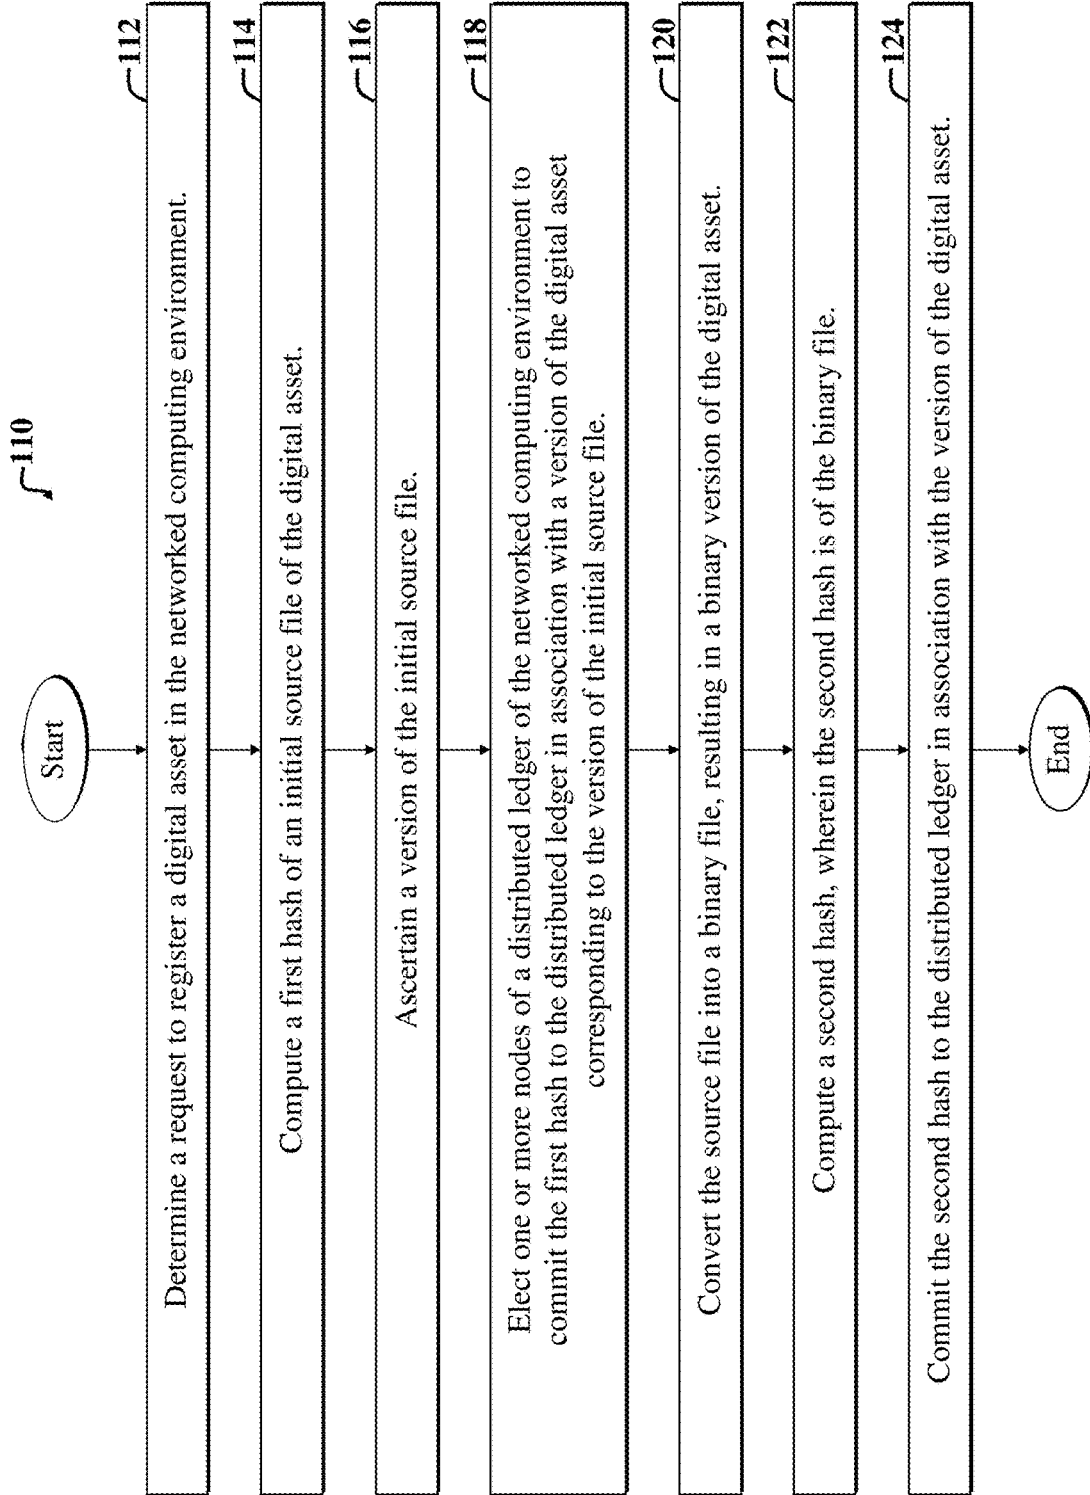 110
Start
112
Determine a request to register a digital asset in the networked computing environment.
114
Compute a first hash of an initial source file of the digital asset.
116
Ascertain a version of the initial source file.
118
Elect one or more nodes of a distributed ledger of the networked computing environment to
commit the first hash to the distributed ledger in association with a version of the digital asset
corresponding to the version of the initial source file.
120
Convert the source file into a binary file, resulting in a binary version of the digital asset.
122
Compute a second hash, wherein the second hash is of the binary file.
124
Commit the second hash to the distributed ledger in association with the version of the digital asset.
End